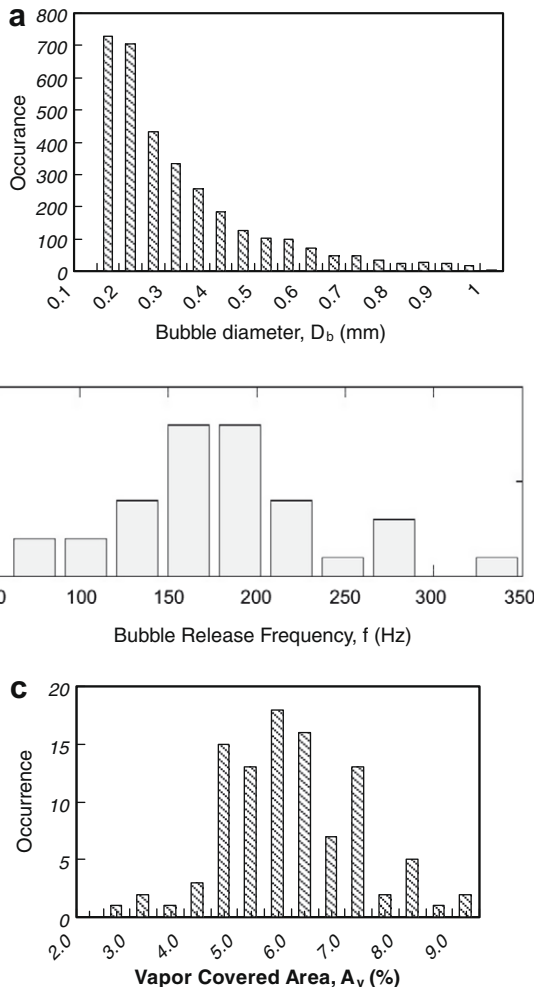 a
800
700
600
500
400
300
200
100
0
Occurance
0.1 0.2 0.3 0.4 0.5 0.6 0.7 0.8 0.9 1
Bubble diameter, Db (mm)
0 100 150 200 250 300 350
Bubble Release Frequency, f (Hz)
c
20
15
10
5
0
Occurrence
2.0 3.0 4.0 5.0 6.0 7.0 8.0 9.0
Vapor Covered Area, Av (%)